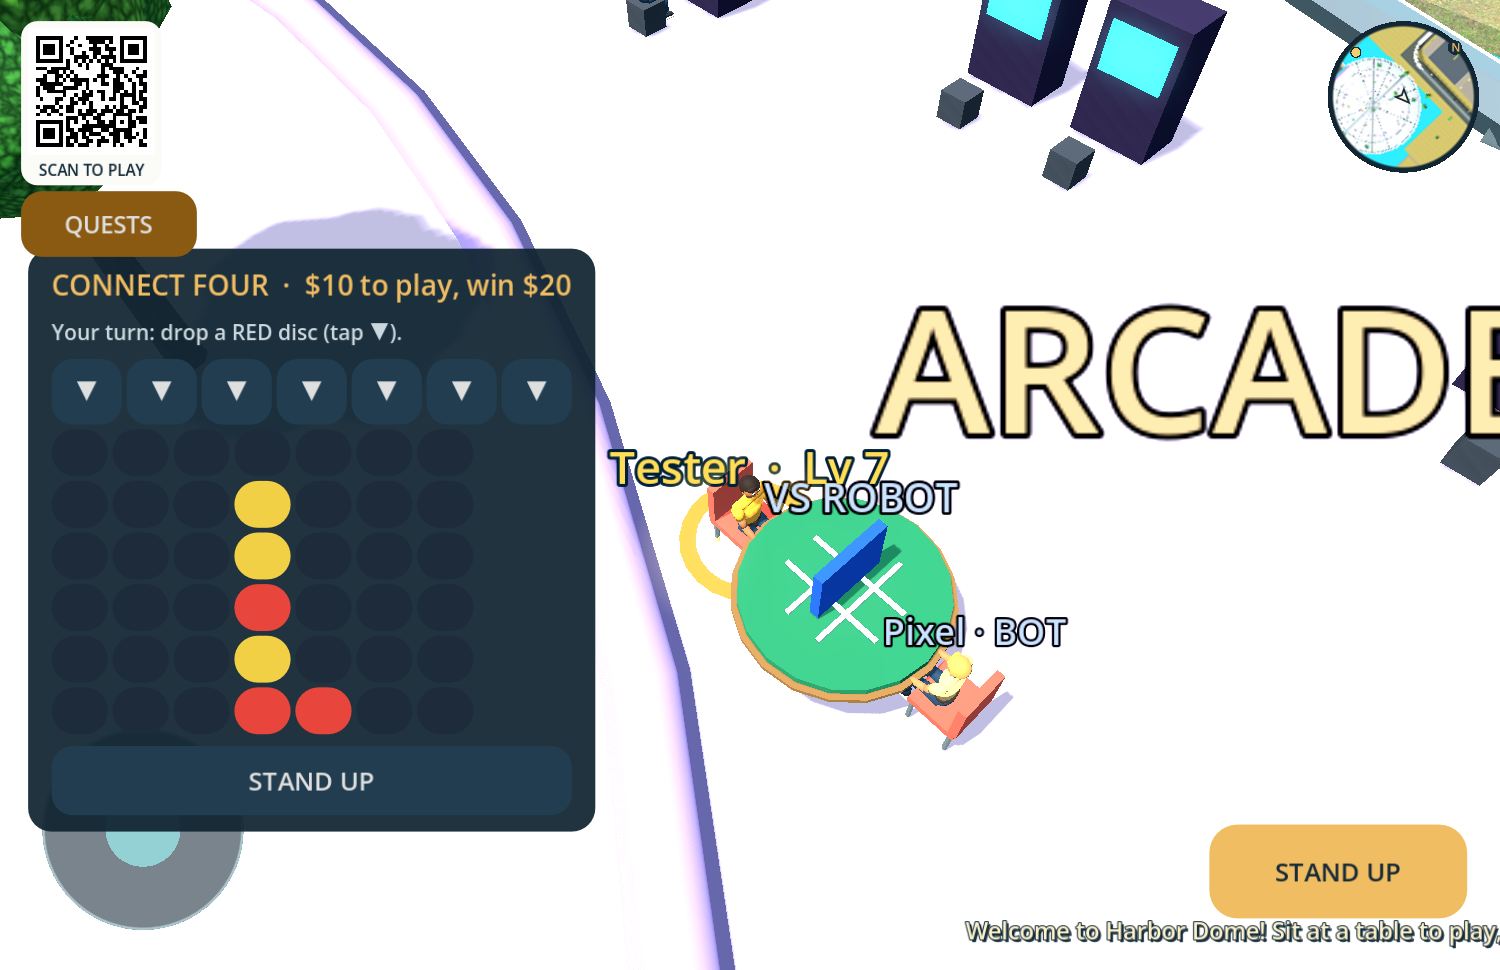 SCAN TO PLAY
N
QUESTS
CONNECT FOUR · $10 to play, win $20
Your turn: drop a RED disc (tap ▼).
▼ ▼ ▼ ▼ ▼ ▼ ▼
STAND UP
ARCADE
Tester · Lv 7
VS ROBOT
Pixel · BOT
STAND UP
Welcome to Harbor Dome! Sit at a table to play,